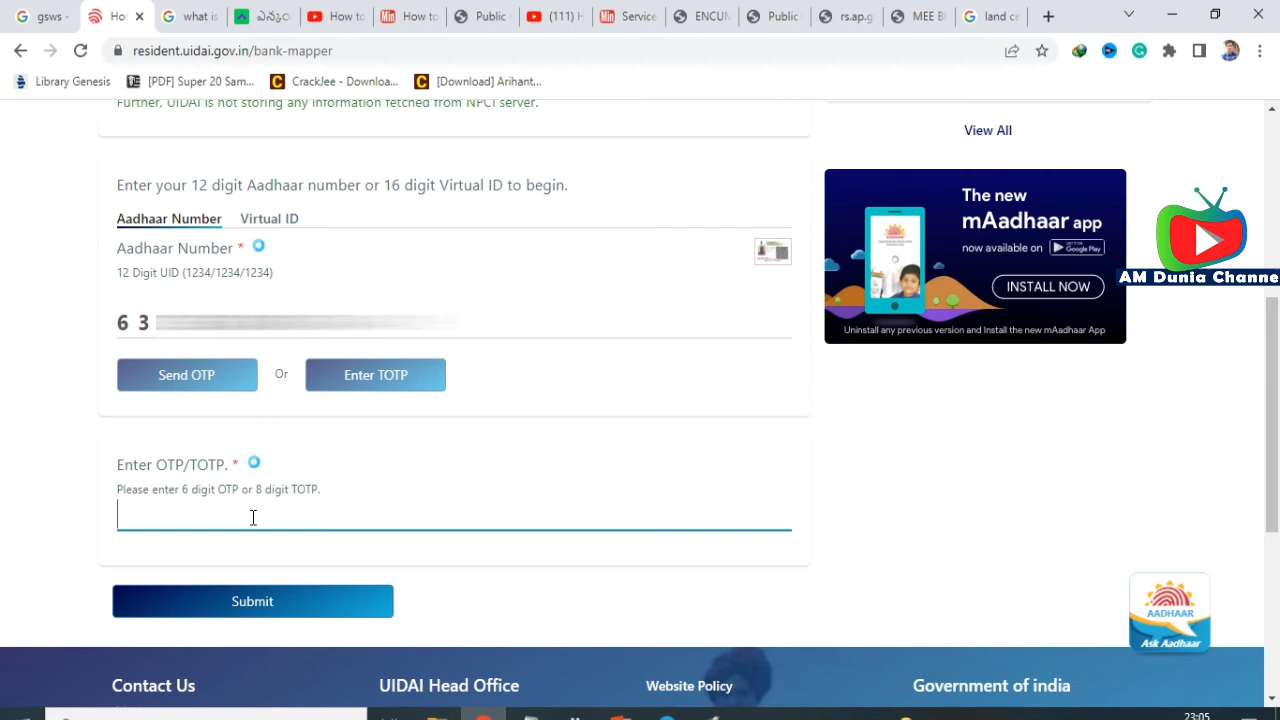 gsws
Ho
what is
ఎన్కం
How to
How to
Public
(111) H
Service
ENCUM
Public
rs.ap.g
MEE B
land ce
resident.uidai.gov.in/bank-mapper
Library Genesis
[PDF] Super 20 Sam...
CrackJee - Downloa...
[Download] Arihant...
Further, UIDAI is not storing any information fetched from NPCI server.
View All
Enter your 12 digit Aadhaar number or 16 digit Virtual ID to begin.
Aadhaar Number Virtual ID
Aadhaar Number *
12 Digit UID (1234/1234/1234)
6 3
Send OTP Or Enter TOTP
The new
mAadhaar app
now available on
GET IT ON
Google Play
INSTALL NOW
Uninstall any previous version and Install the new mAadhaar App
AM Dunia Channe
Enter OTP/TOTP. *
Please enter 6 digit OTP or 8 digit TOTP.
Submit
AADHAAR
Ask Aadhaar
Contact Us
UIDAI Head Office
Website Policy
Government of india
23:05